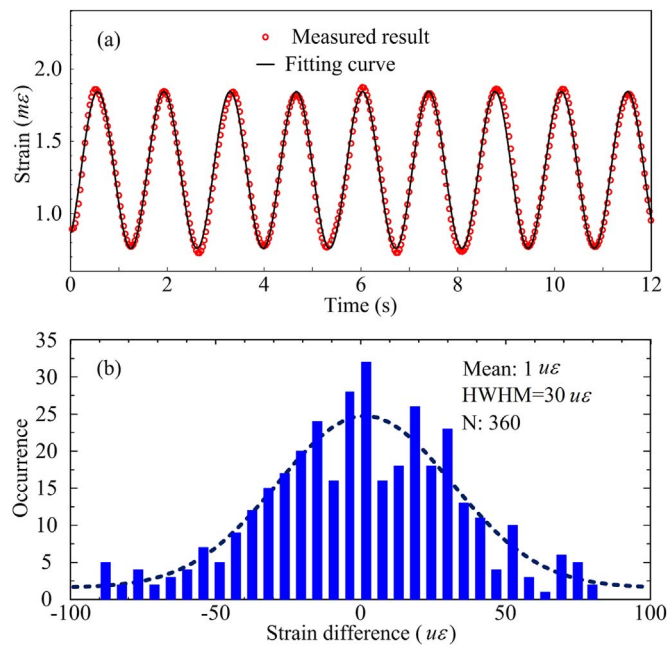 (a)
Measured result
Fitting curve
2.0
1.5
1.0
Strain (mε)
0 2 4 6 8 10 12
Time (s)
(b)
Mean: 1 uε
HWHM=30 uε
N: 360
35
30
25
20
15
10
5
0
Occurrence
-100 -50 0 50 100
Strain difference (uε)